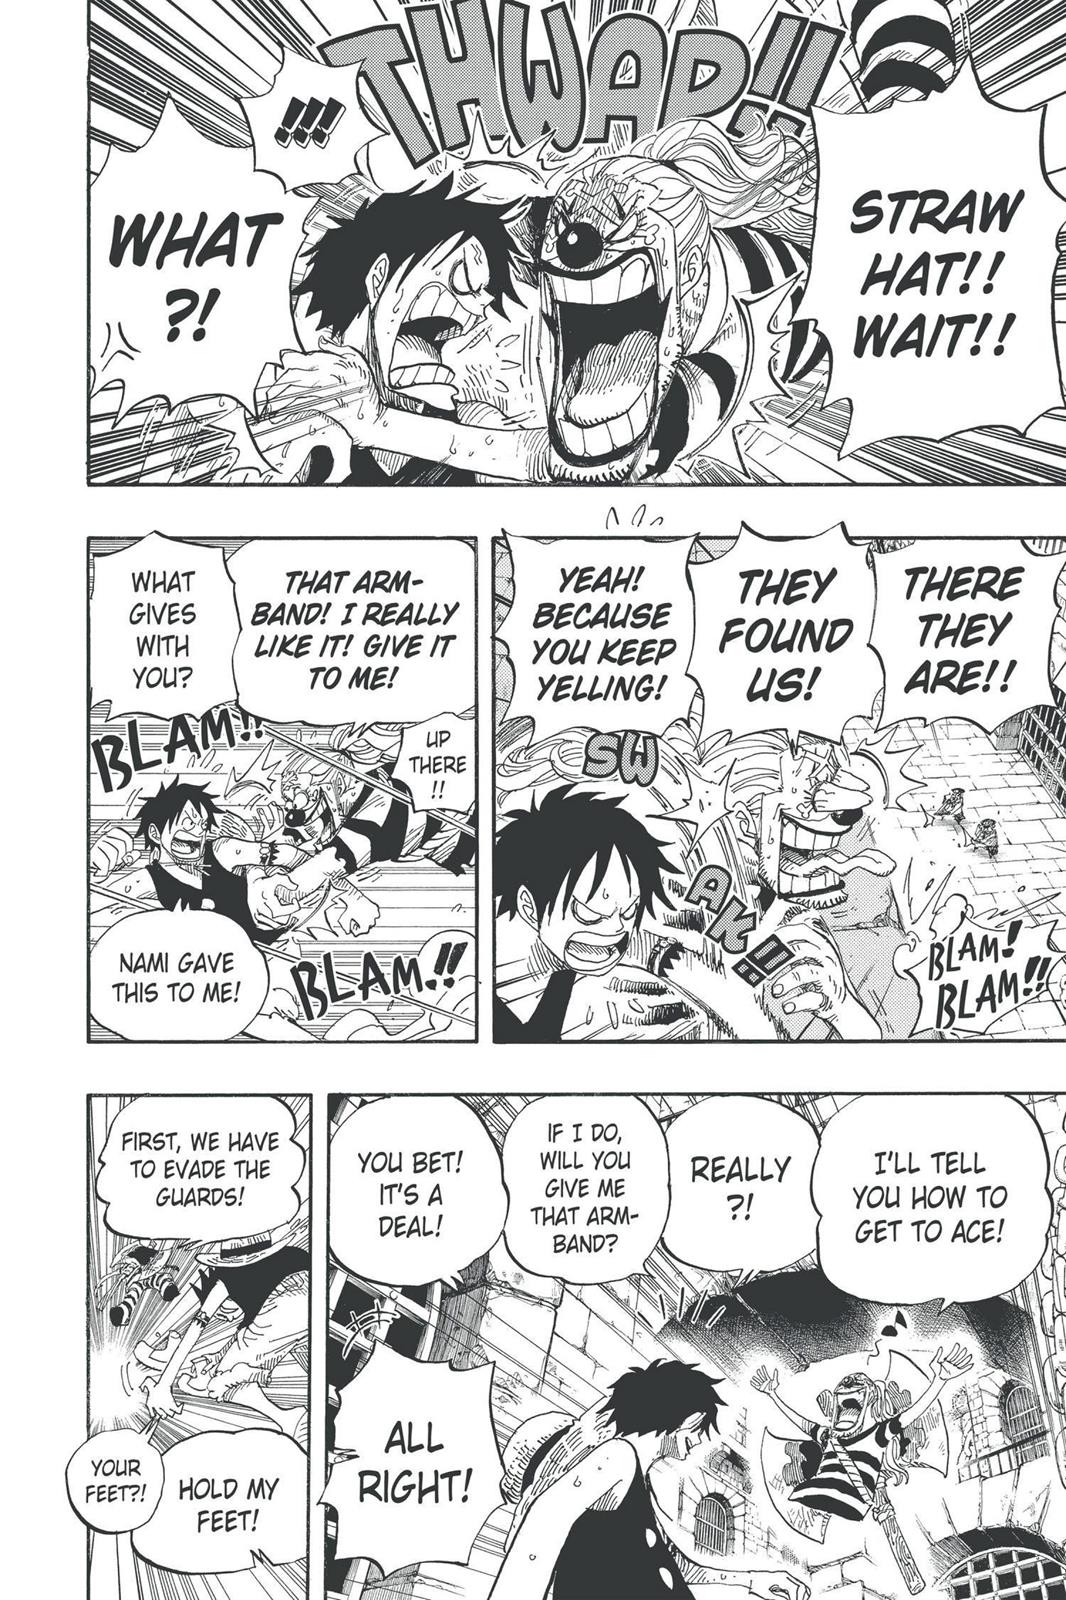 THWAP!!
STRAW
HAT!!
WAIT!!
!!!!
WHAT
?!
THERE
THEY
ARE!!
THEY
FOUND
US!
YEAH!
BECAUSE
YOU KEEP
YELLING!
SWAK!!
BLAM!
BLAM!!
THAT ARM-
BAND! I REALLY
LIKE IT! GIVE IT
TO ME!
WHAT
GIVES
WITH
YOU?
BLAM!!
UP
THERE
!!
NAMI GAVE
THIS TO ME!
BLAM!!
I'LL TELL
YOU HOW TO
GET TO ACE!
REALLY
?!
IF I DO,
WILL YOU
GIVE ME
THAT ARM-
BAND?
YOU BET!
IT'S A
DEAL!
ALL
RIGHT!
FIRST, WE HAVE
TO EVADE THE
GUARDS!
HOLD MY
FEET!
YOUR
FEET?!